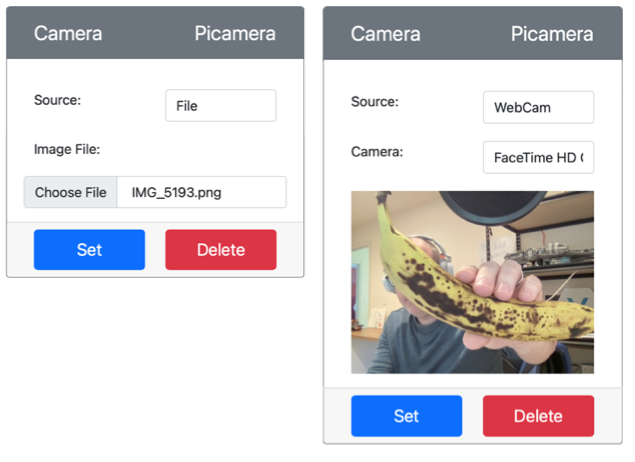 Camera Picamera
Source: File
Image File:
Choose File IMG_5193.png
Set Delete
Camera Picamera
Source: WebCam
Camera: FaceTime HD
Set Delete